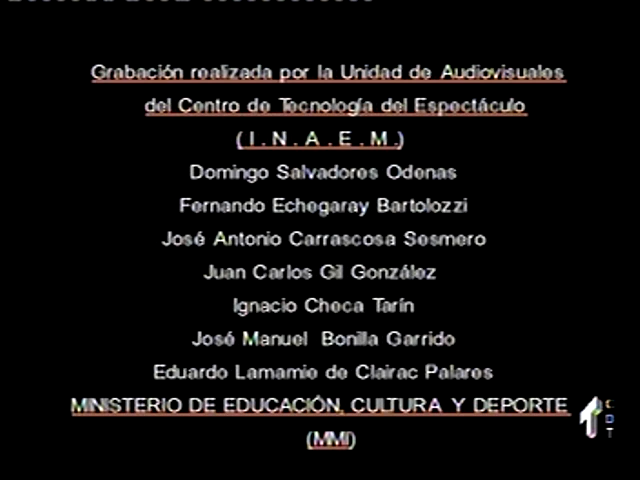 Grabación realizada por la Unidad de Audiovisuales
del Centro de Tecnología del Espectáculo
( I . N . A . E . M .)
Domingo Salvadores Odenas
Fernando Echegaray Bartolozzi
José Antonio Carrascosa Sesmero
Juan Carlos Gil González
Ignacio Checa Tarín
José Manuel Bonilla Garrido
Eduardo Lamamie de Clairac Palares
MINISTERIO DE EDUCACIÓN, CULTURA Y DEPORTE
(MMI)
C
D
T